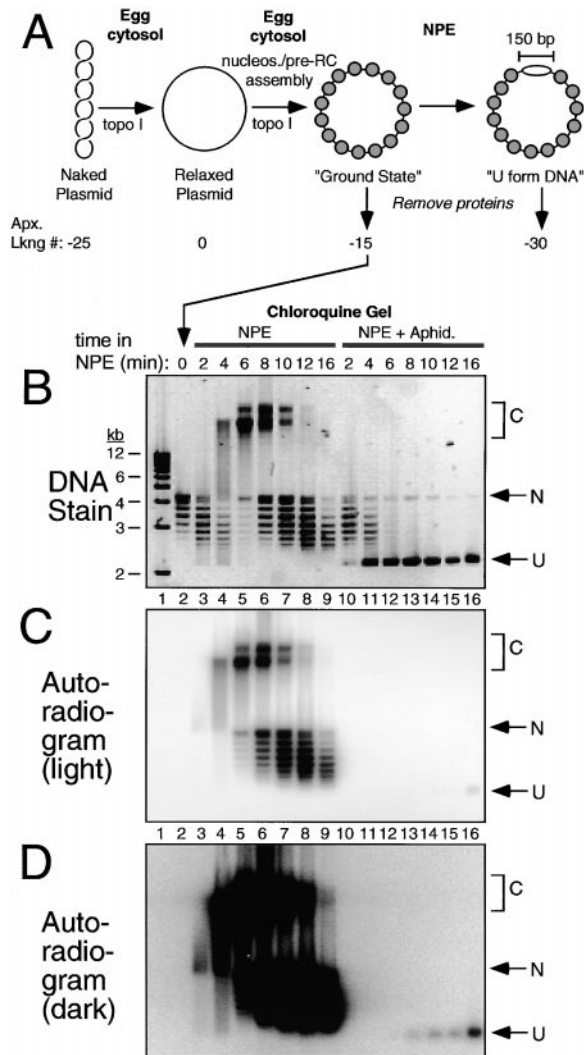 A
Egg cytosol
Egg cytosol
NPE
nucleos./pre-RC assembly
150 bp
topo I
topo I
Naked Plasmid
Relaxed Plasmid
"Ground State"
"U form DNA"
Remove proteins
Apx. Lkng #: -25 0 -15 -30
Chloroquine Gel
time in NPE (min):
NPE
NPE + Aphid.
0 2 4 6 8 10 12 16 2 4 6 8 10 12 16
B
DNA Stain
kb
12
6
4
3
2
C
N
U
1 2 3 4 5 6 7 8 9 10 11 12 13 14 15 16
C
Auto-
radio-
gram
(light)
C
N
U
1 2 3 4 5 6 7 8 9 10 11 12 13 14 15 16
D
Auto-
radio-
gram
(dark)
C
N
U